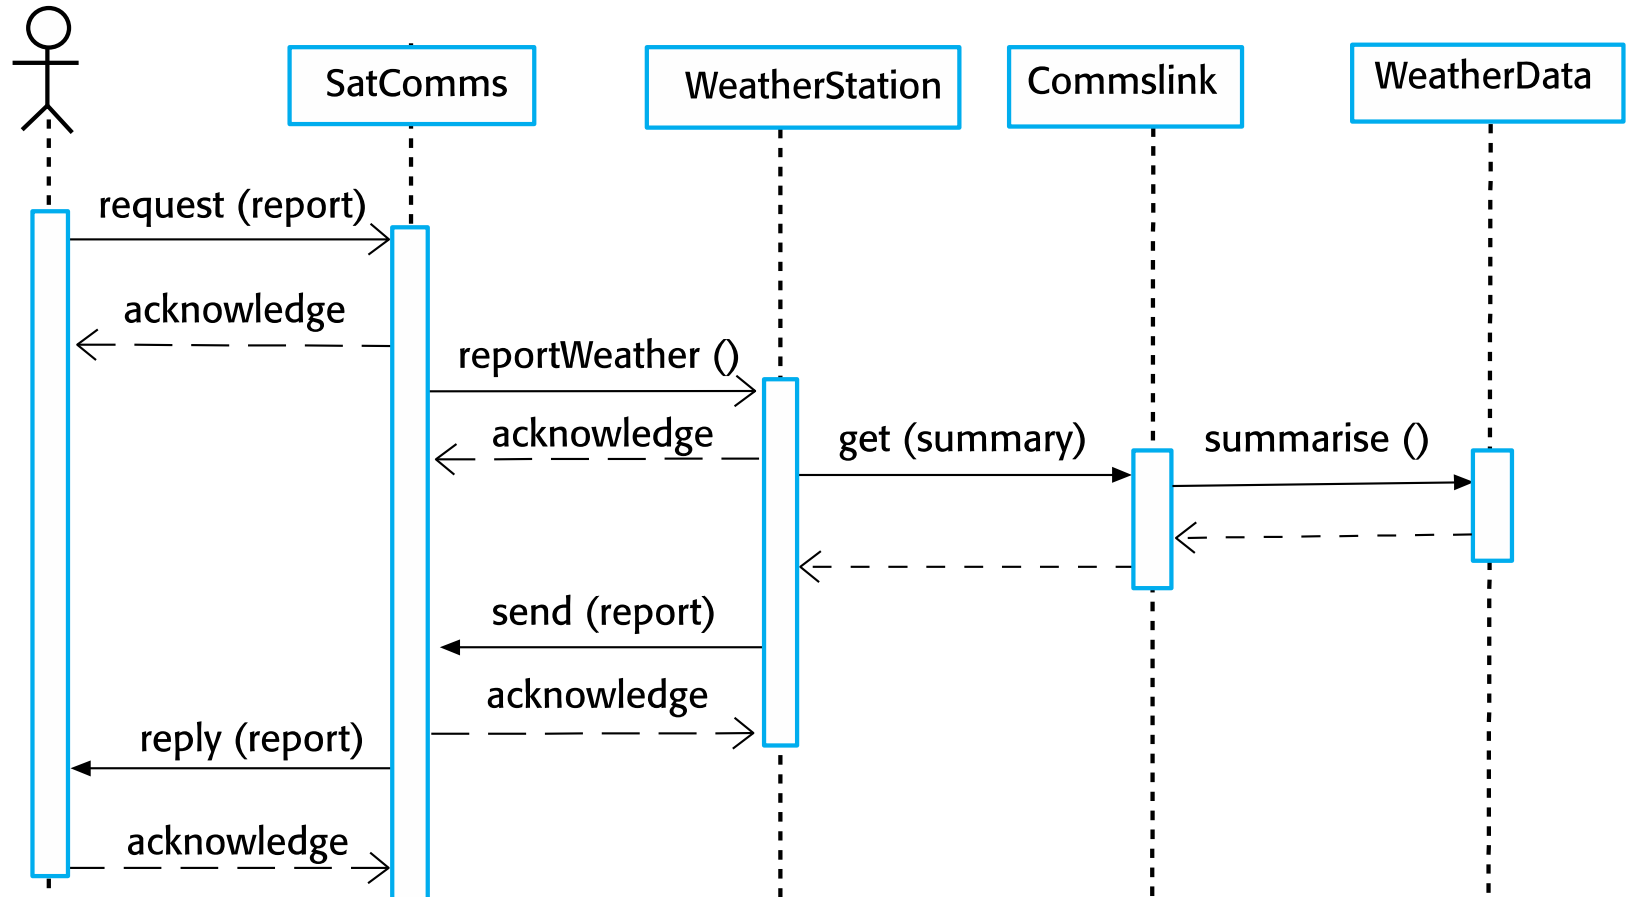 SatComms
WeatherStation
Commslink
WeatherData
request (report)
acknowledge
reportWeather ()
acknowledge
get (summary)
summarise ()
send (report)
acknowledge
reply (report)
acknowledge